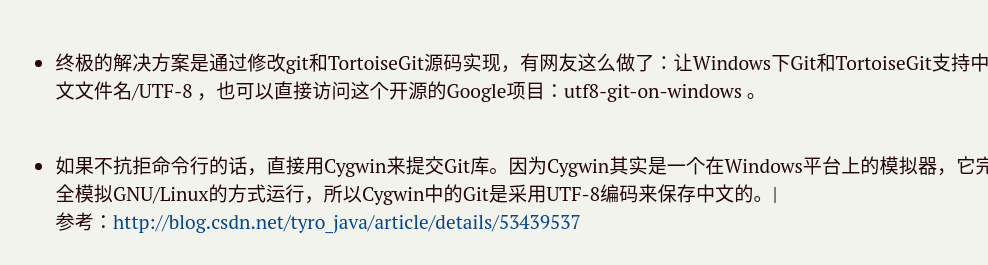 终极的解决方案是通过修改git和TortoiseGit源码实现，有网友这么做了：让Windows下Git和TortoiseGit支持中
文文件名/UTF-8 ，也可以直接访问这个开源的Google项目：utf8-git-on-windows 。
如果不抗拒命令行的话，直接用Cygwin来提交Git库。因为Cygwin其实是一个在Windows平台上的模拟器，它完
全模拟GNU/Linux的方式运行，所以Cygwin中的Git是采用UTF-8编码来保存中文的。|
参考：http://blog.csdn.net/tyro_java/article/details/53439537